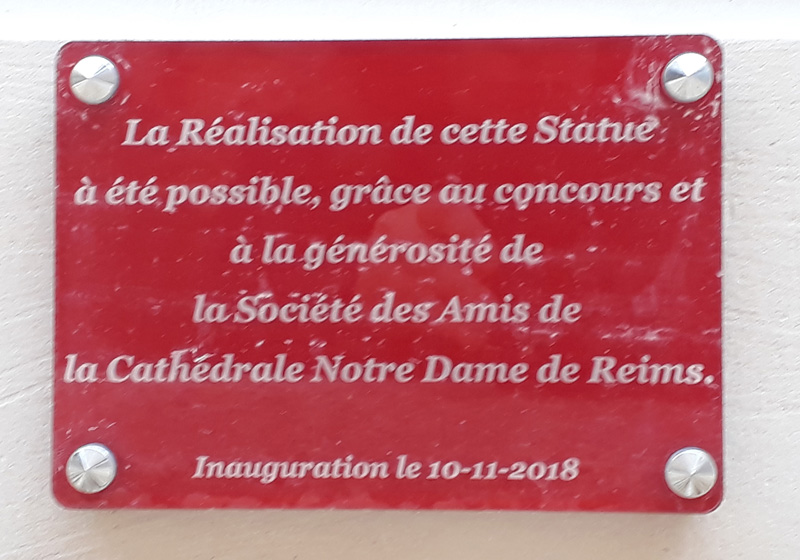 La Réalisation de cette Statue
à été possible, grâce au concours et
à la générosité de
la Société des Amis de
la Cathédrale Notre Dame de Reims.
Inauguration le 10-11-2018